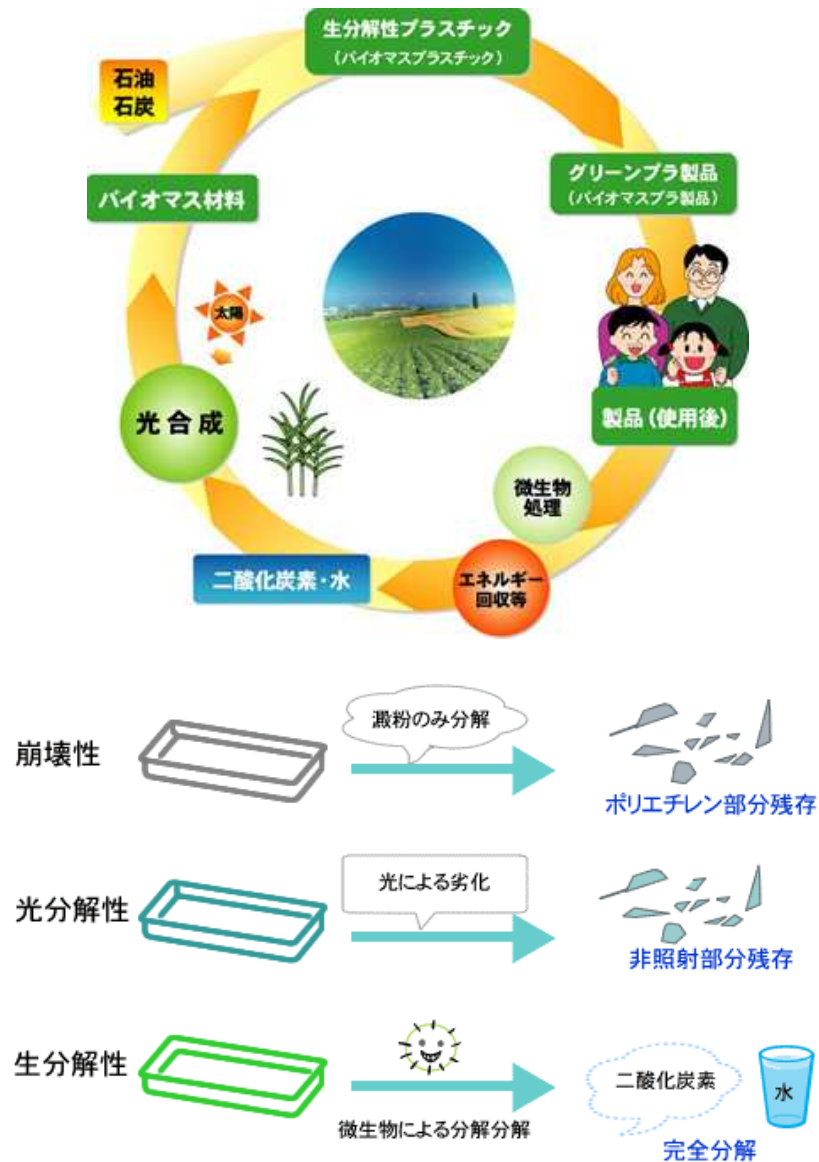 生分解性プラスチック
（バイオマスプラスチック）
石油
石炭
グリーンプラ製品
（バイオマスプラ製品）
バイオマス材料
太陽
光合成
製品（使用後）
微生物
処理
エネルギー
回収等
二酸化炭素・水
崩壊性
澱粉のみ分解
ポリエチレン部分残存
光分解性
光による劣化
非照射部分残存
生分解性
微生物による分解分解
二酸化炭素
水
完全分解